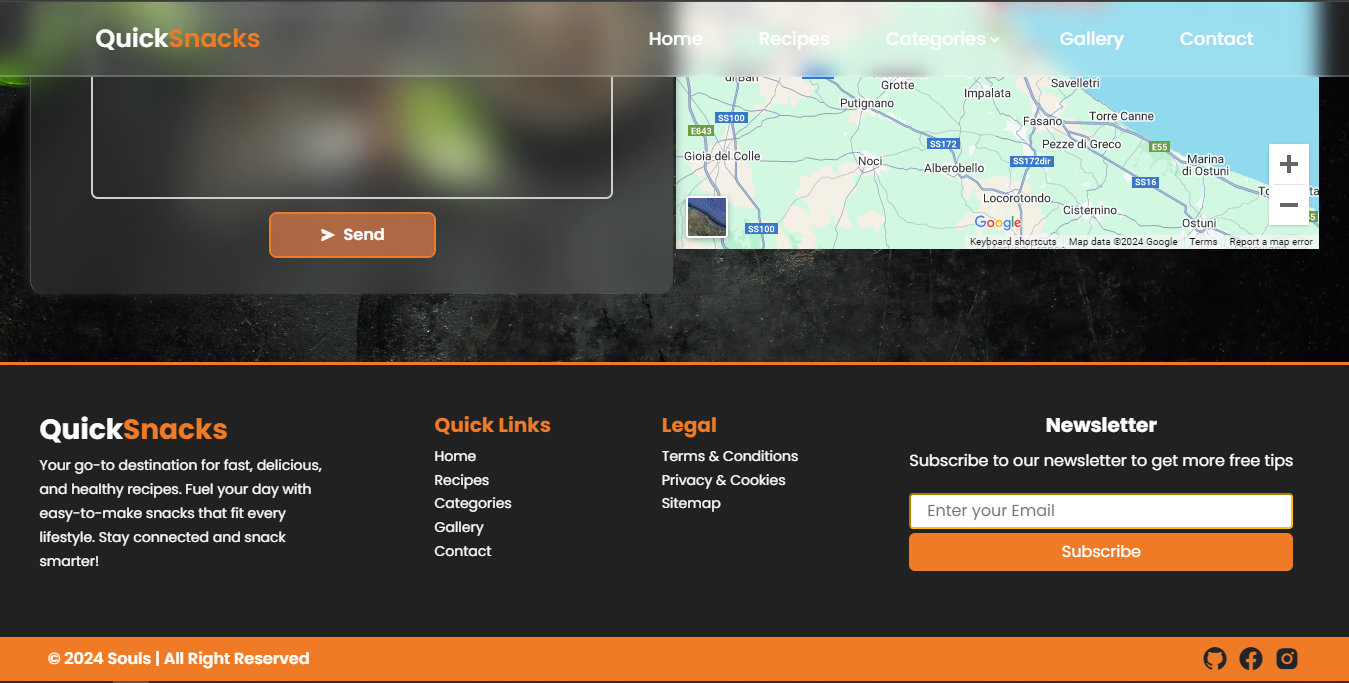 QuickSnacks
Home Recipes Categories Gallery Contact
di Bari
Savelletri
Grotte
Impalata
Putignano
SS100
Torre Canne
Fasano
E843
SS172
Pezze di Greco
E55
Gioia del Colle
Noci
SS172dir
Marina
di Ostuni
Alberobello
SS16
Locorotondo
Cisternino
Google
Ostuni
SS100
Keyboard shortcuts Map data ©2024 Google Terms Report a map error
Send
QuickSnacks
Your go-to destination for fast, delicious,
and healthy recipes. Fuel your day with
easy-to-make snacks that fit every
lifestyle. Stay connected and snack
smarter!
Quick Links
Home
Recipes
Categories
Gallery
Contact
Legal
Terms & Conditions
Privacy & Cookies
Sitemap
Newsletter
Subscribe to our newsletter to get more free tips
Enter your Email
Subscribe
© 2024 Souls | All Right Reserved